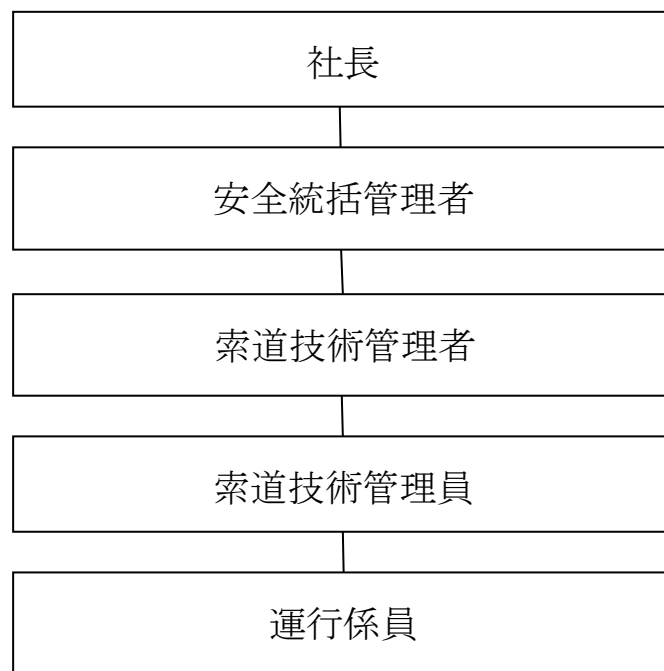 社長
安全統括管理者
索道技術管理者
索道技術管理員
運行係員